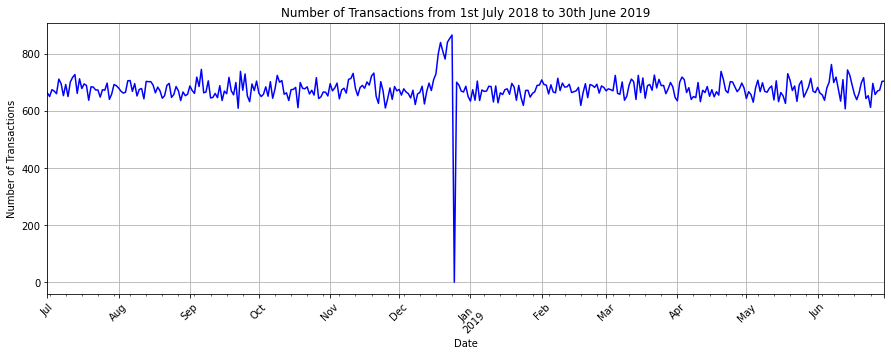 Number of Transactions from 1st July 2018 to 30th June 2019
Number of Transactions
800
600
400
200
0
Jul
Aug
Sep
Oct
Nov
Dec
Jan
2019
Feb
Mar
Apr
May
Jun
Date